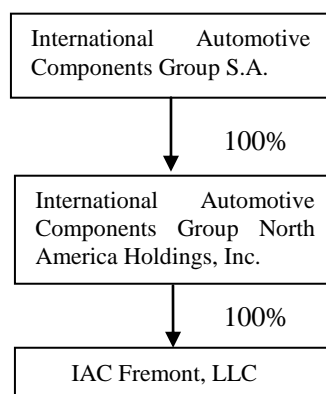 International Automotive
Components Group S.A.
100%
International Automotive
Components Group North
America Holdings, Inc.
100%
IAC Fremont, LLC